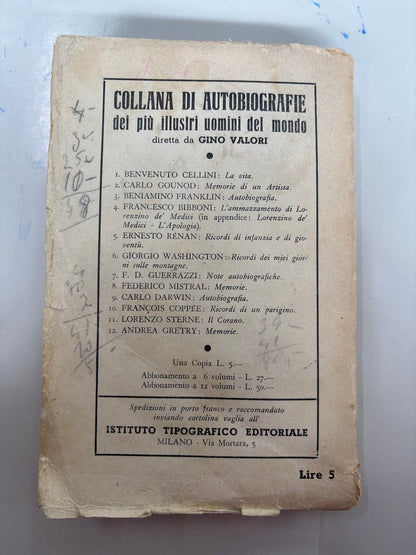 COLLANA DI AUTOBIOGRAFIE
dei più illustri uomini del mondo
diretta da GINO VALORI
1. BENVENUTO CELLINI: La vita.
2. CARLO GOUNOD: Memorie di un Artista.
3. BENIAMINO FRANKLIN: Autobiografia.
4. FRANCESCO BIBBONI: L'ammazzamento di Lo-
renzino de' Medici (in appendice: Lorenzino de'
Medici - L'Apologia).
5. ERNESTO RÉNAN: Ricordi di infanzia e di gio-
ventù.
6. GIORGIO WASHINGTON: Ricordi dei miei gior-
ni sulle montagne.
7. F. D. GUERRAZZI: Note autobiografiche.
8. FEDERICO MISTRAL: Memorie.
9. CARLO DARWIN: Autobiografia.
10. FRANÇOIS COPPÉE: Ricordi di un parigino.
11. LORENZO STERNE: Il Corano.
12. ANDREA GRETRY: Memorie.
Una Copia L. 5.—
Abbonamento a 6 volumi - L. 27.—
Abbonamento a 12 volumi - L. 50.—
Spedizioni in porto franco e raccomandato
inviando cartolina vaglia all'
ISTITUTO TIPOGRAFICO EDITORIALE
MILANO - Via Mortara, 5
Lire 5